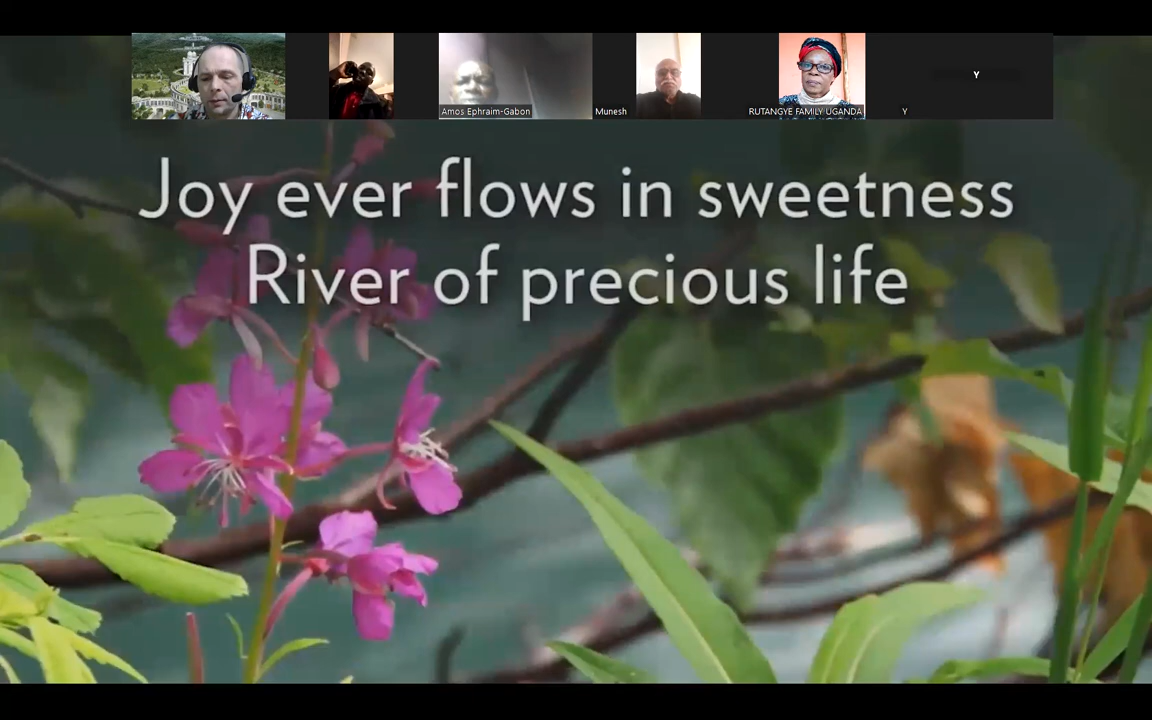 Y
Amos Ephraim-Gabon
Munesh
RUTANGYE FAMILY UGANDA
Y
Joy ever flows in sweetness
River of precious life